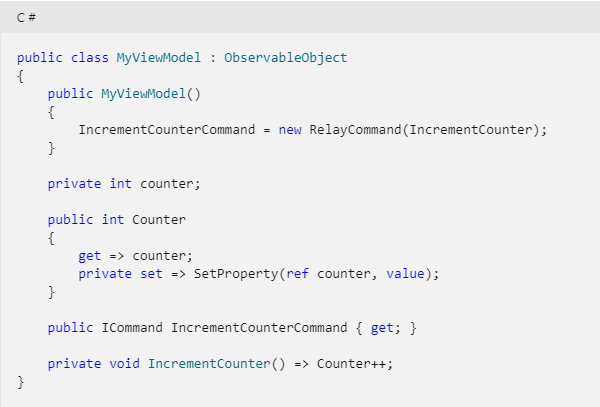 C#
public class MyViewModel : ObservableObject
{
    public MyViewModel()
    {
        IncrementCounterCommand = new RelayCommand(IncrementCounter);
    }

    private int counter;

    public int Counter
    {
        get => counter;
        private set => SetProperty(ref counter, value);
    }

    public ICommand IncrementCounterCommand { get; }

    private void IncrementCounter() => Counter++;
}